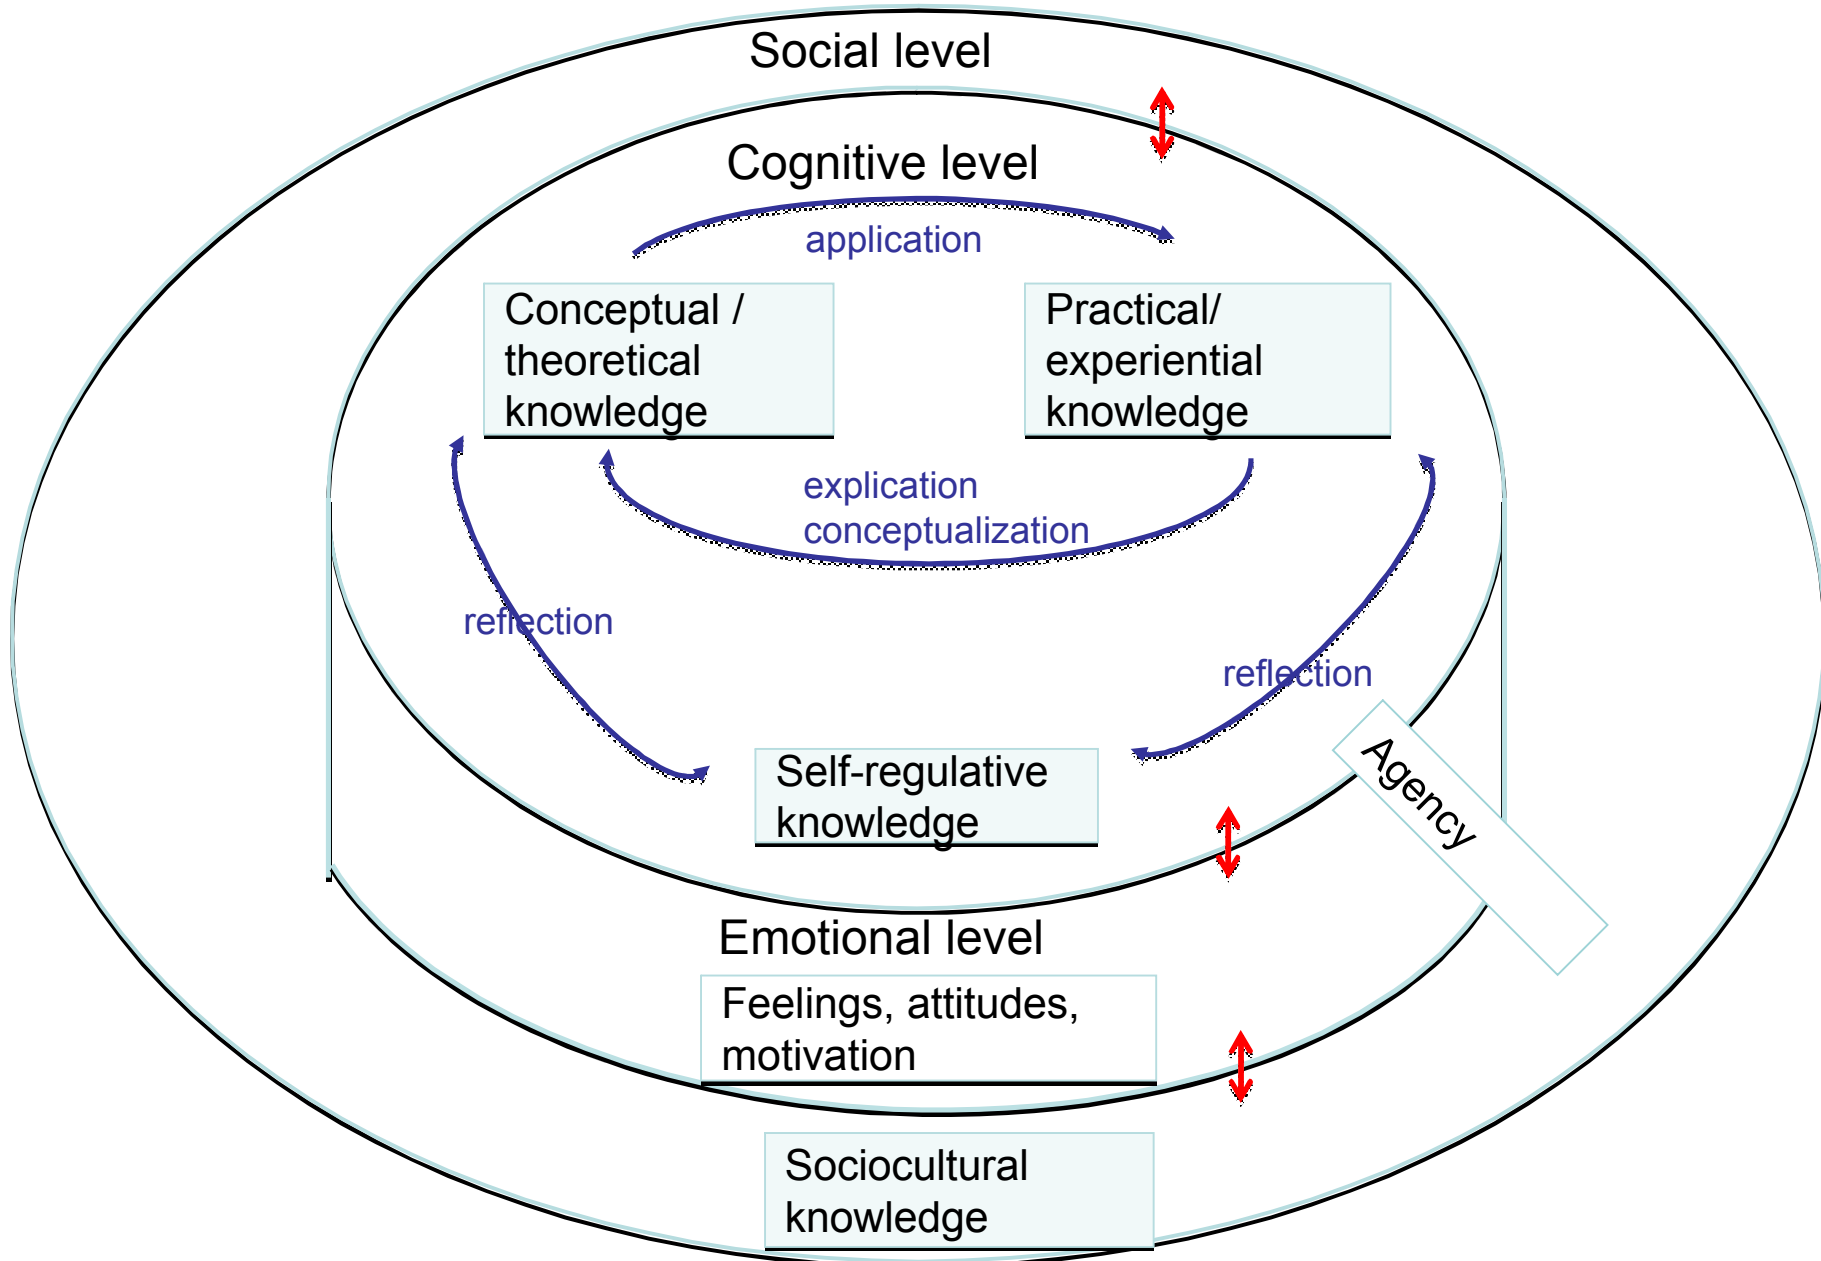 Social level
Cognitive level
application
Conceptual /
theoretical
knowledge
Practical/
experiential
knowledge
explication
conceptualization
reflection
reflection
Agency
Self-regulative
knowledge
Emotional level
Feelings, attitudes,
motivation
Sociocultural
knowledge